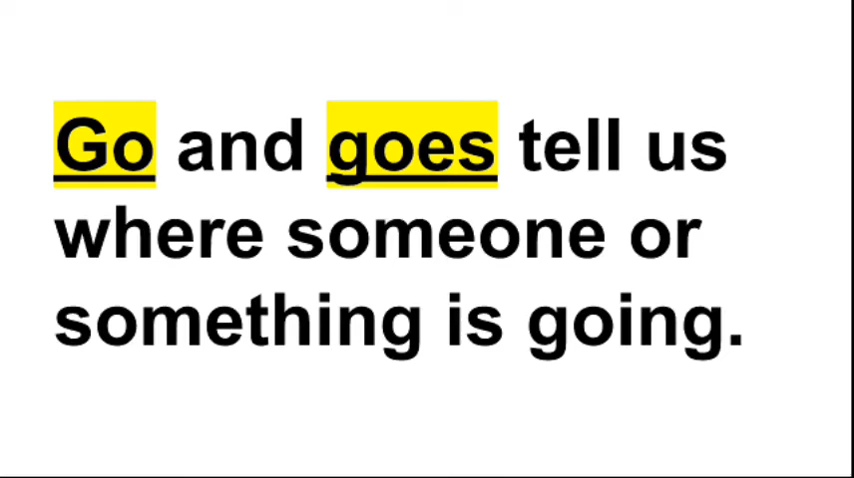 Go and goes tell us
where someone or
something is going.